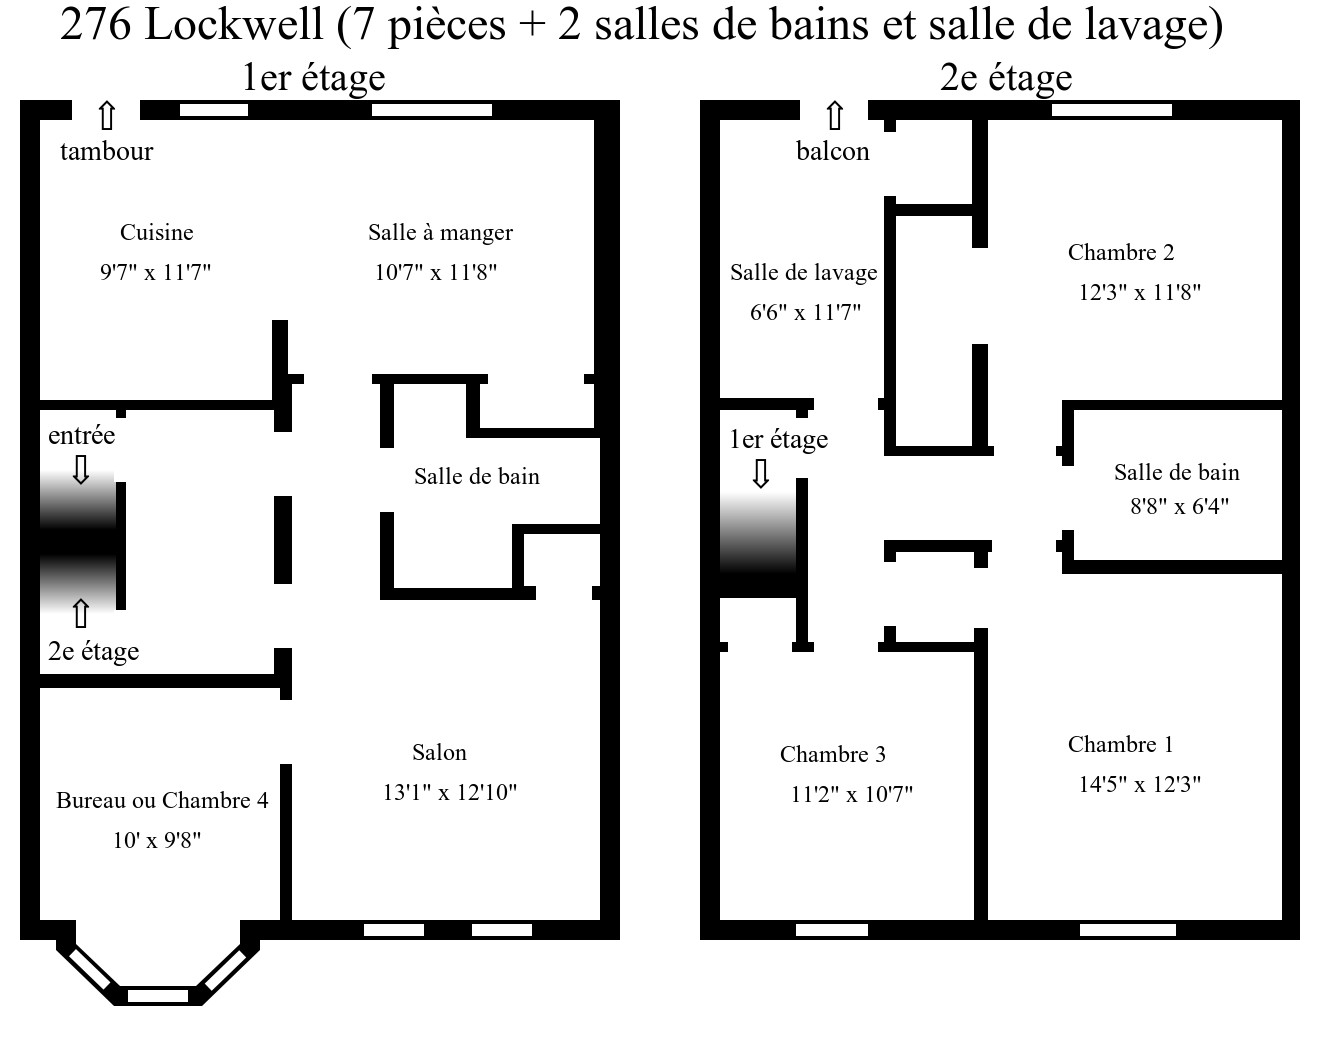 276 Lockwell (7 pièces + 2 salles de bains et salle de lavage)
1er étage
tambour
Cuisine
9'7" x 11'7"
Salle à manger
10'7" x 11'8"
entrée
Salle de bain
2e étage
Salon
13'1" x 12'10"
Bureau ou Chambre 4
10' x 9'8"
2e étage
balcon
Salle de lavage
6'6" x 11'7"
Chambre 2
12'3" x 11'8"
1er étage
Salle de bain
8'8" x 6'4"
Chambre 3
11'2" x 10'7"
Chambre 1
14'5" x 12'3"